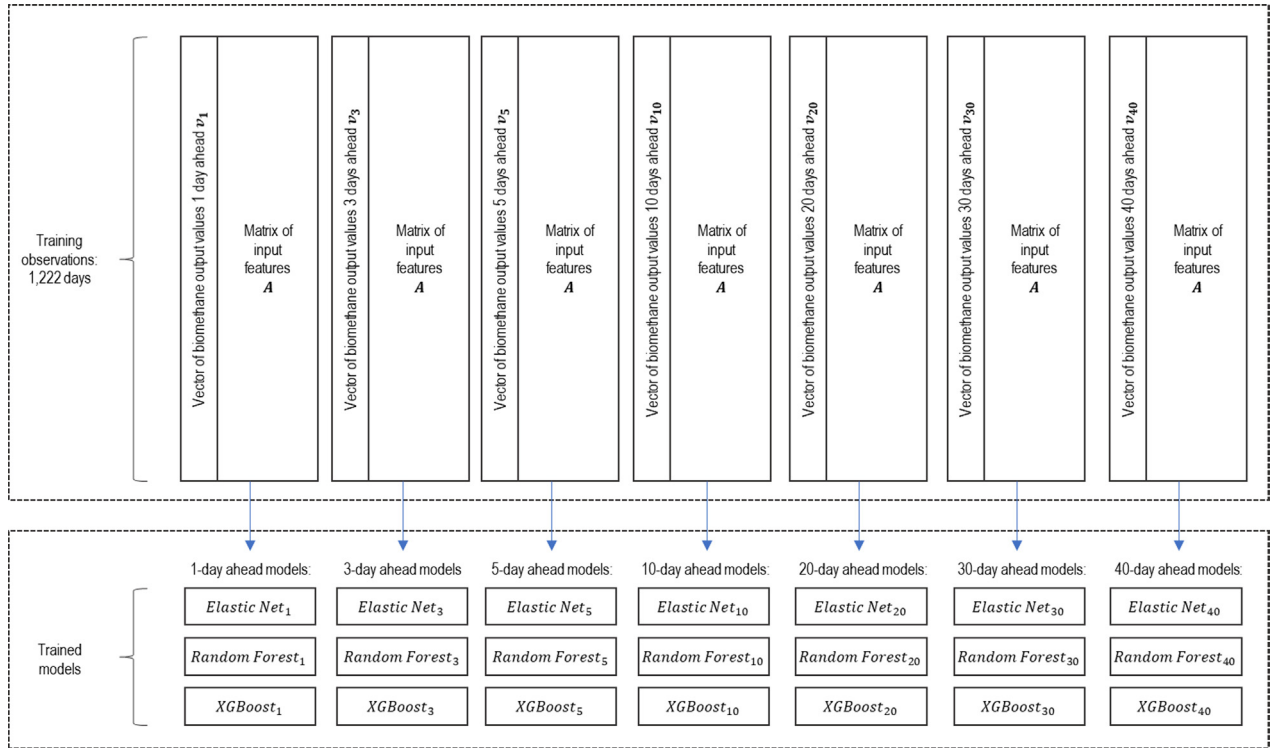 Training
observations:
1,222 days
Vector of biomethane output values 1 day ahead v₁
Matrix of
input
features
A
Vector of biomethane output values 3 days ahead v₃
Matrix of
input
features
A
Vector of biomethane output values 5 days ahead v₅
Matrix of
input
features
A
Vector of biomethane output values 10 days ahead v₁₀
Matrix of
input
features
A
Vector of biomethane output values 20 days ahead v₂₀
Matrix of
input
features
A
Vector of biomethane output values 30 days ahead v₃₀
Matrix of
input
features
A
Vector of biomethane output values 40 days ahead v₄₀
Matrix of
input
features
A
Trained
models
1-day ahead models:
Elastic Net₁
Random Forest₁
XGBoost₁
3-day ahead models
Elastic Net₃
Random Forest₃
XGBoost₃
5-day ahead models:
Elastic Net₅
Random Forest₅
XGBoost₅
10-day ahead models:
Elastic Net₁₀
Random Forest₁₀
XGBoost₁₀
20-day ahead models:
Elastic Net₂₀
Random Forest₂₀
XGBoost₂₀
30-day ahead models:
Elastic Net₃₀
Random Forest₃₀
XGBoost₃₀
40-day ahead models:
Elastic Net₄₀
Random Forest₄₀
XGBoost₄₀